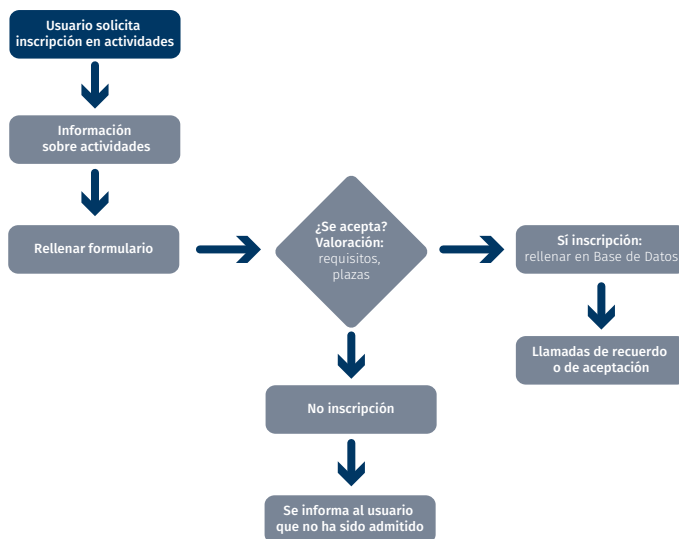 Usuario solicita
inscripción en actividades
Información
sobre actividades
Rellenar formulario
¿Se acepta?
Valoración:
requisitos,
plazas
Sí inscripción:
rellenar en Base de Datos
Llamadas de recuerdo
o de aceptación
No inscripción
Se informa al usuario
que no ha sido admitido